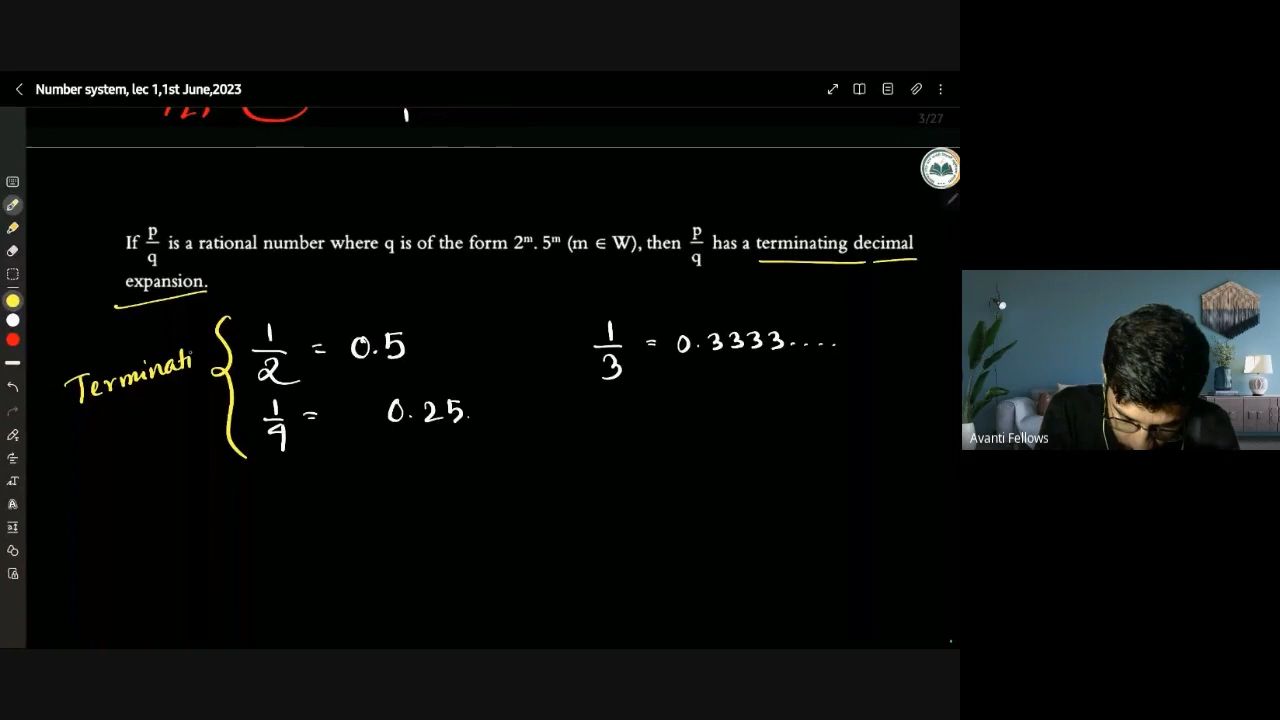 Number system, lec 1,1st June,2023
3/27
If p/q is a rational number where q is of the form 2ᵐ. 5ᵐ (m ∈ W), then p/q has a terminating decimal
expansion.
Terminati
1/2 = 0.5
1/3 = 0.3333....
1/4 = 0.25.
Avanti Fellows